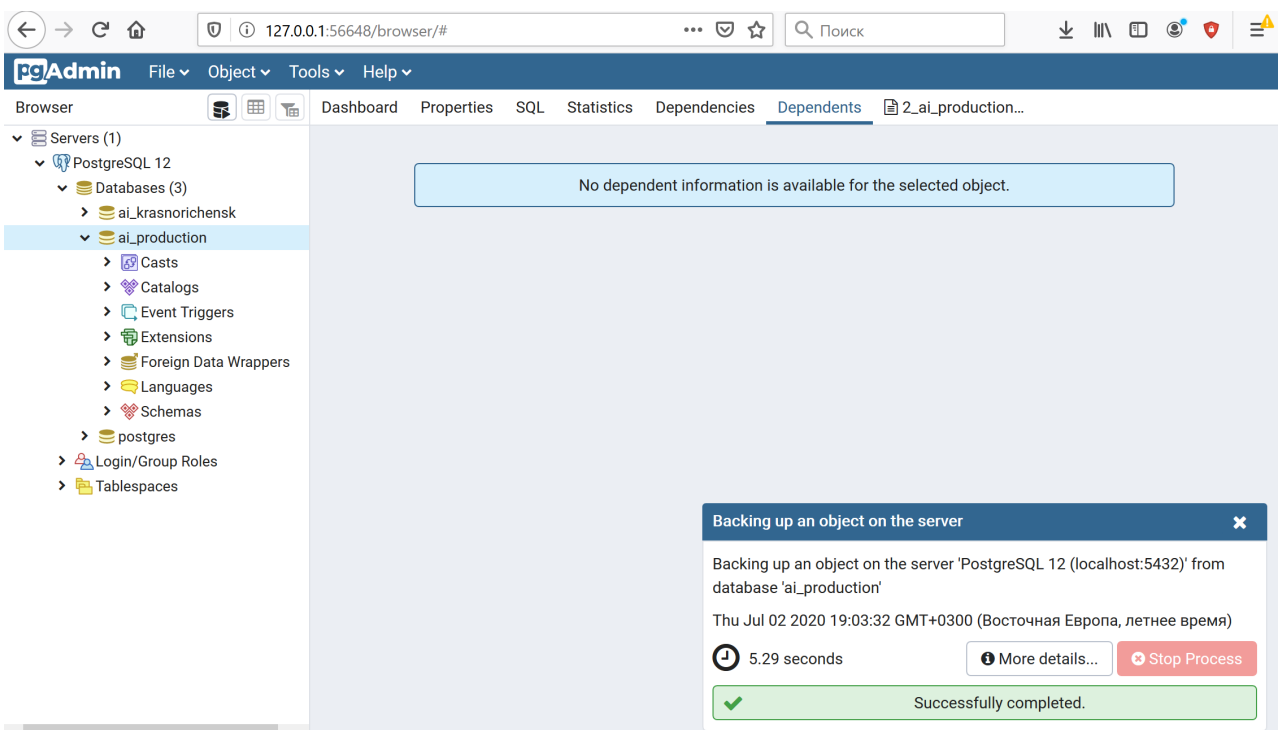 127.0.0.1:56648/browser/#
Поиск
pgAdmin File Object Tools Help
Browser
Dashboard Properties SQL Statistics Dependencies Dependents 2_ai_production...
Servers (1)
PostgreSQL 12
Databases (3)
ai_krasnorichensk
ai_production
Casts
Catalogs
Event Triggers
Extensions
Foreign Data Wrappers
Languages
Schemas
postgres
Login/Group Roles
Tablespaces
No dependent information is available for the selected object.
Backing up an object on the server
Backing up an object on the server 'PostgreSQL 12 (localhost:5432)' from
database 'ai_production'
Thu Jul 02 2020 19:03:32 GMT+0300 (Восточная Европа, летнее время)
5.29 seconds
More details...
Stop Process
Successfully completed.